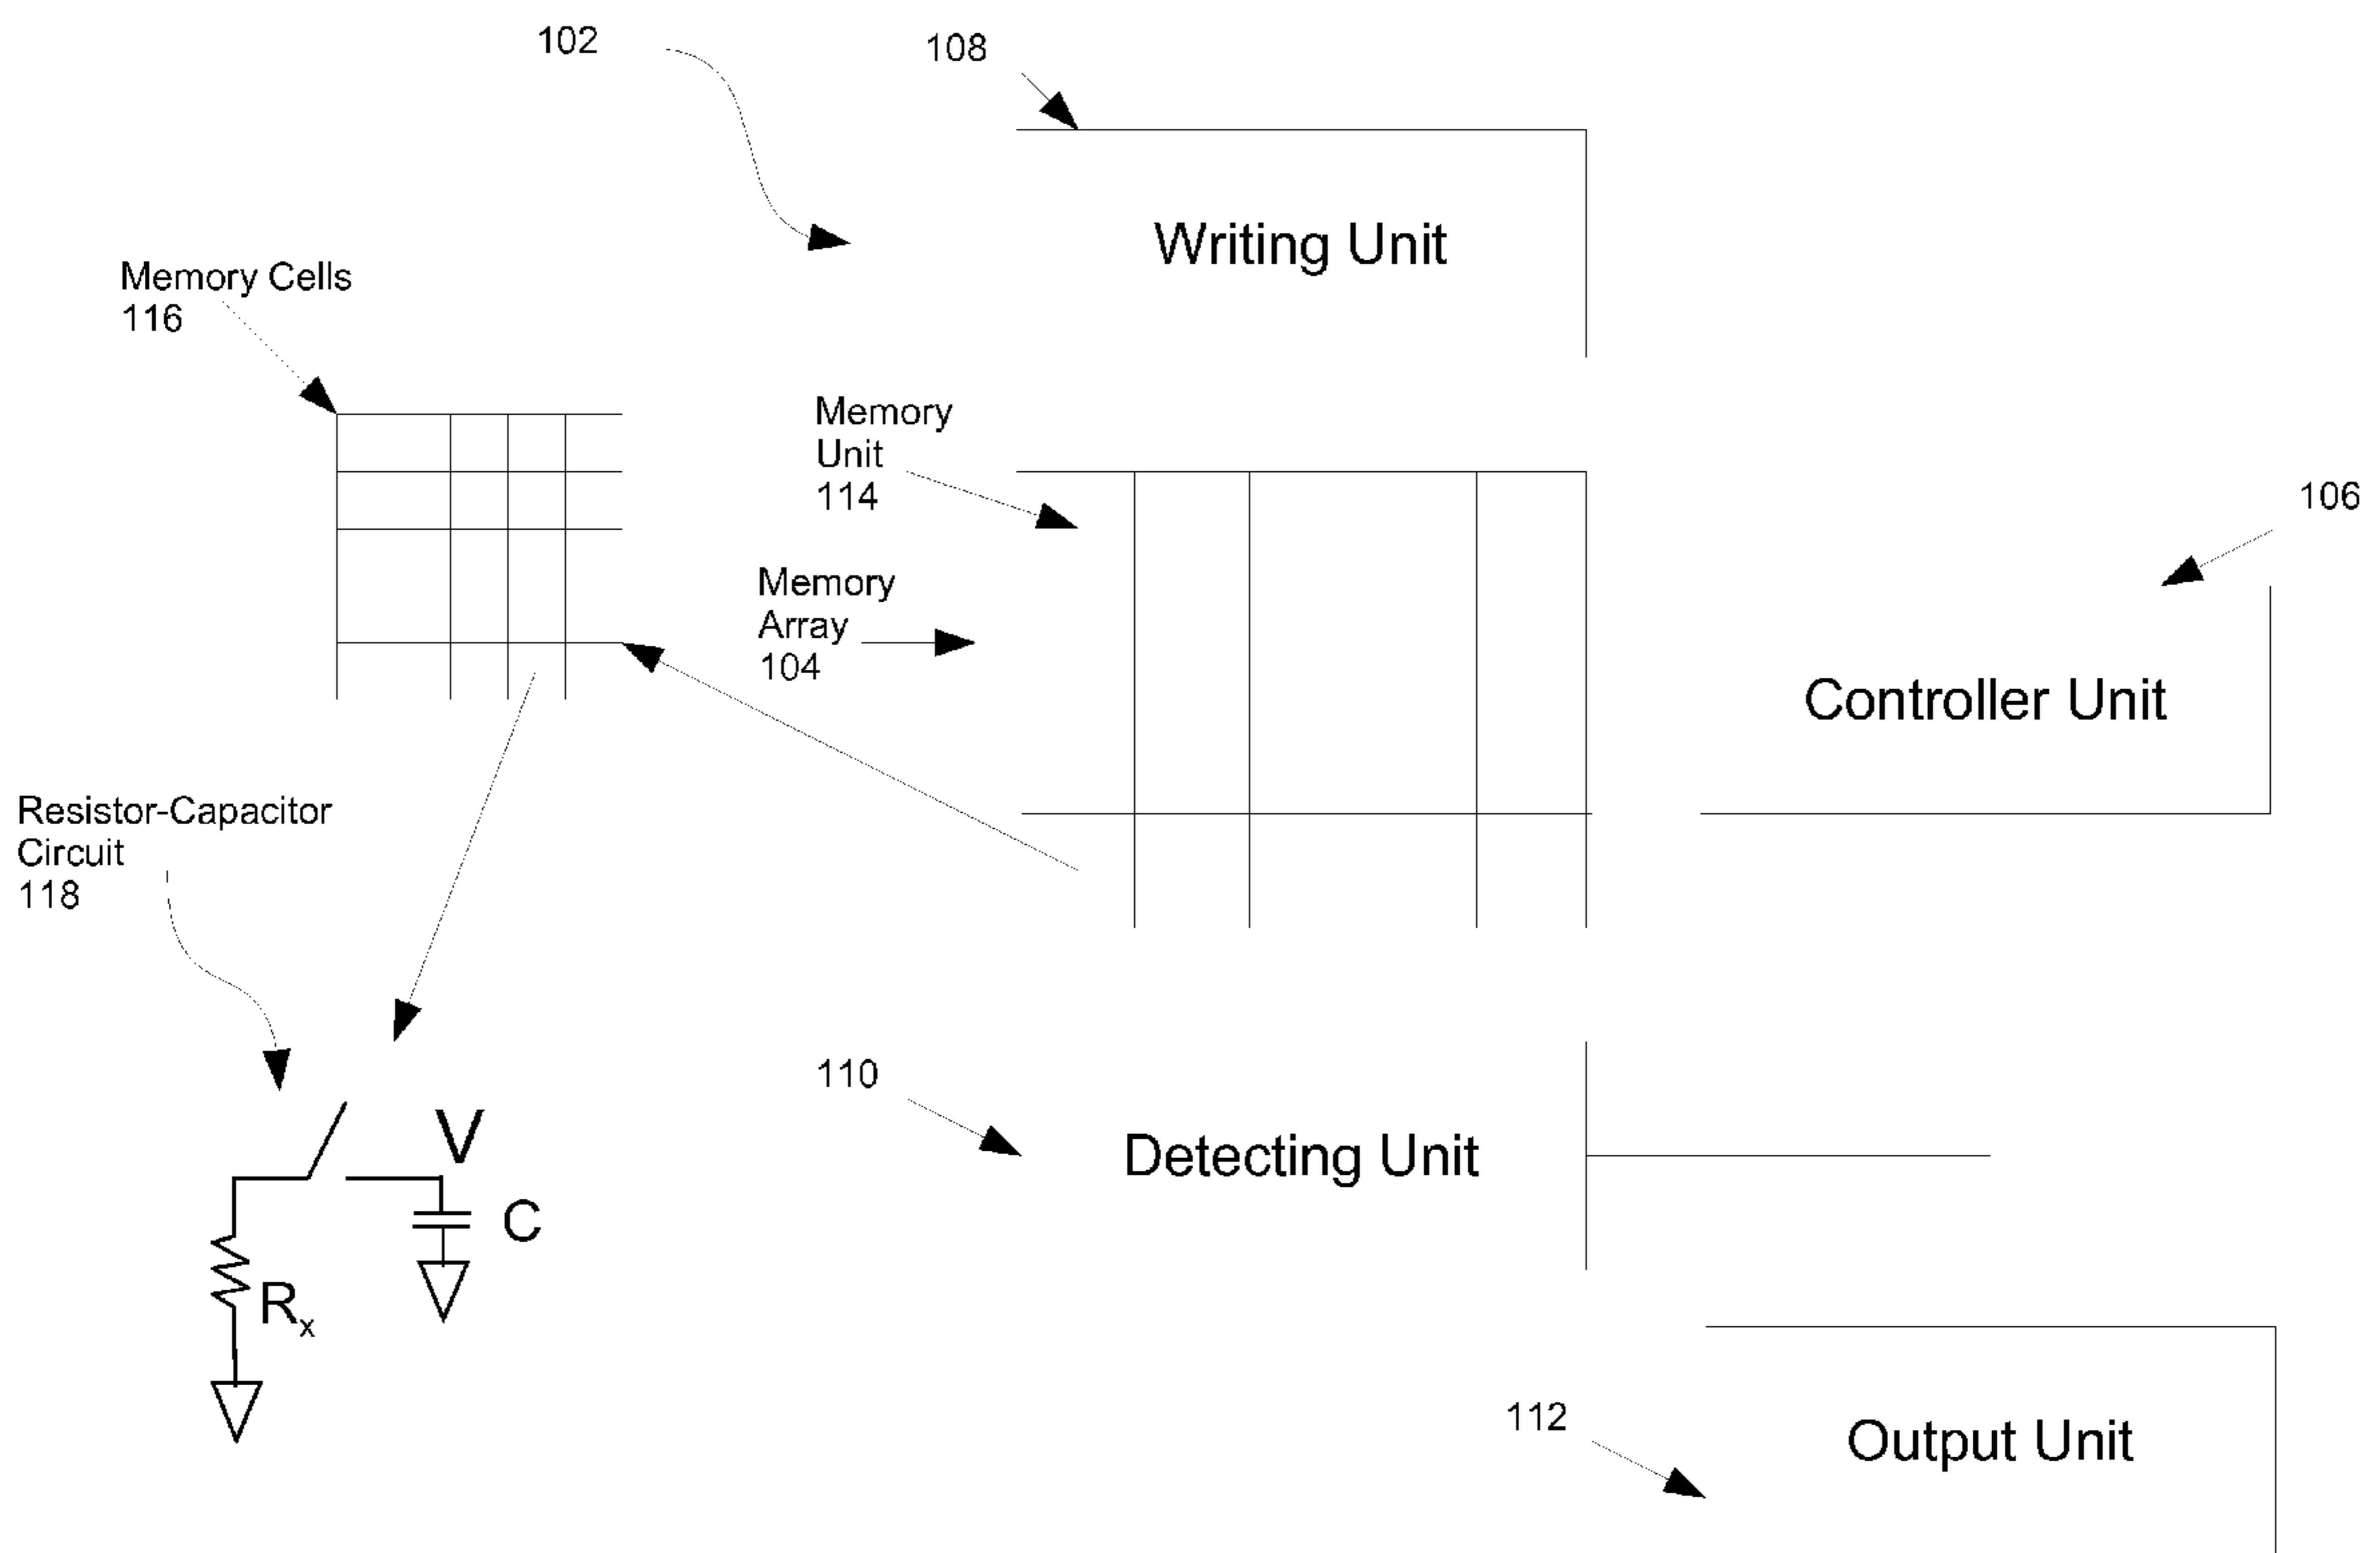 102
108
Writing Unit
Memory Cells
116
Memory
Unit
114
106
Memory
Array
104
Controller Unit
Resistor-Capacitor
Circuit
118
110
V
Detecting Unit
C
Rx
112
Output Unit